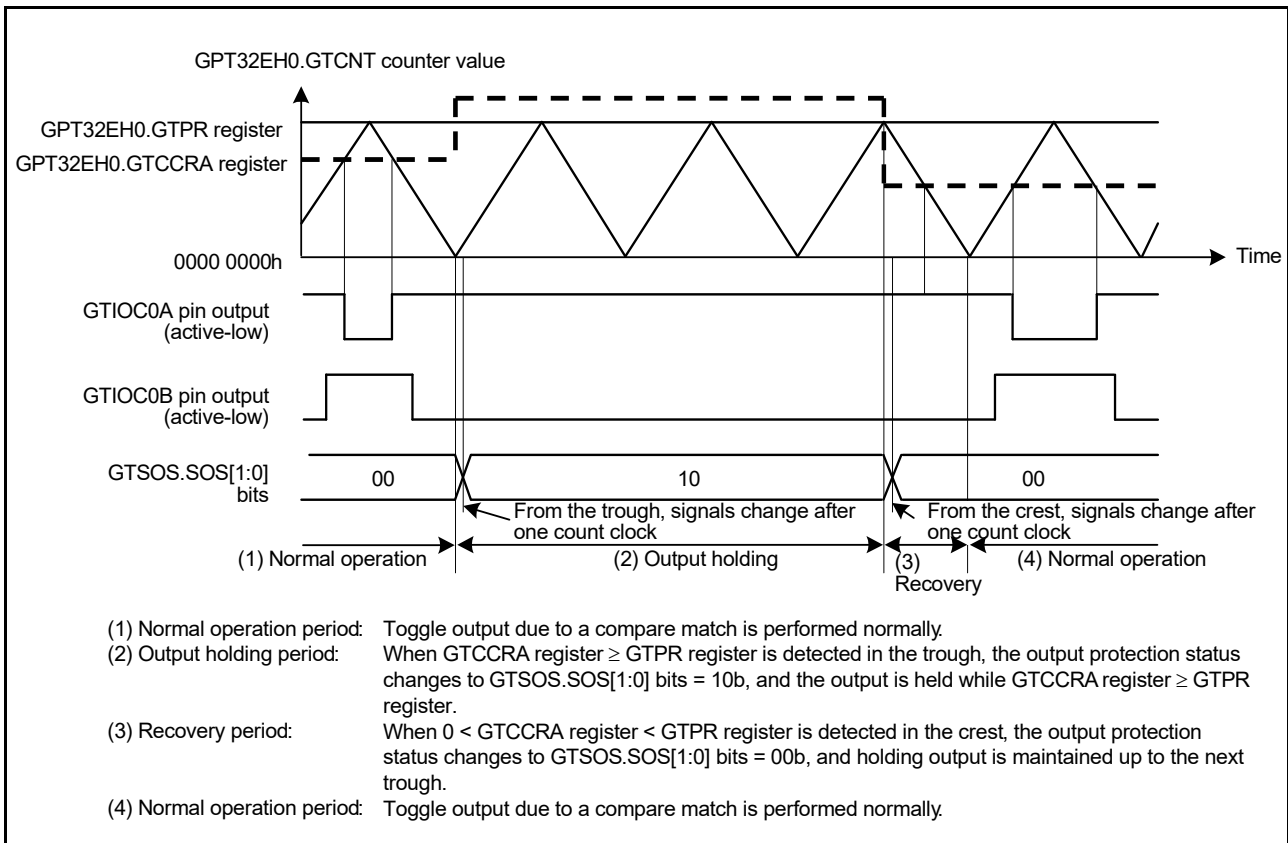 GPT32EH0.GTCNT counter value
GPT32EH0.GTPR register
GPT32EH0.GTCCRA register
0000 0000h
Time
GTIOC0A pin output
(active-low)
GTIOC0B pin output
(active-low)
GTSOS.SOS[1:0]
bits
00
10
00
From the trough, signals change after
one count clock
From the crest, signals change after
one count clock
(1) Normal operation
(2) Output holding
(3)
Recovery
(4) Normal operation
(1) Normal operation period: Toggle output due to a compare match is performed normally.
(2) Output holding period: When GTCCRA register ≥ GTPR register is detected in the trough, the output protection status
changes to GTSOS.SOS[1:0] bits = 10b, and the output is held while GTCCRA register ≥ GTPR
register.
(3) Recovery period: When 0 < GTCCRA register < GTPR register is detected in the crest, the output protection
status changes to GTSOS.SOS[1:0] bits = 00b, and holding output is maintained up to the next
trough.
(4) Normal operation period: Toggle output due to a compare match is performed normally.